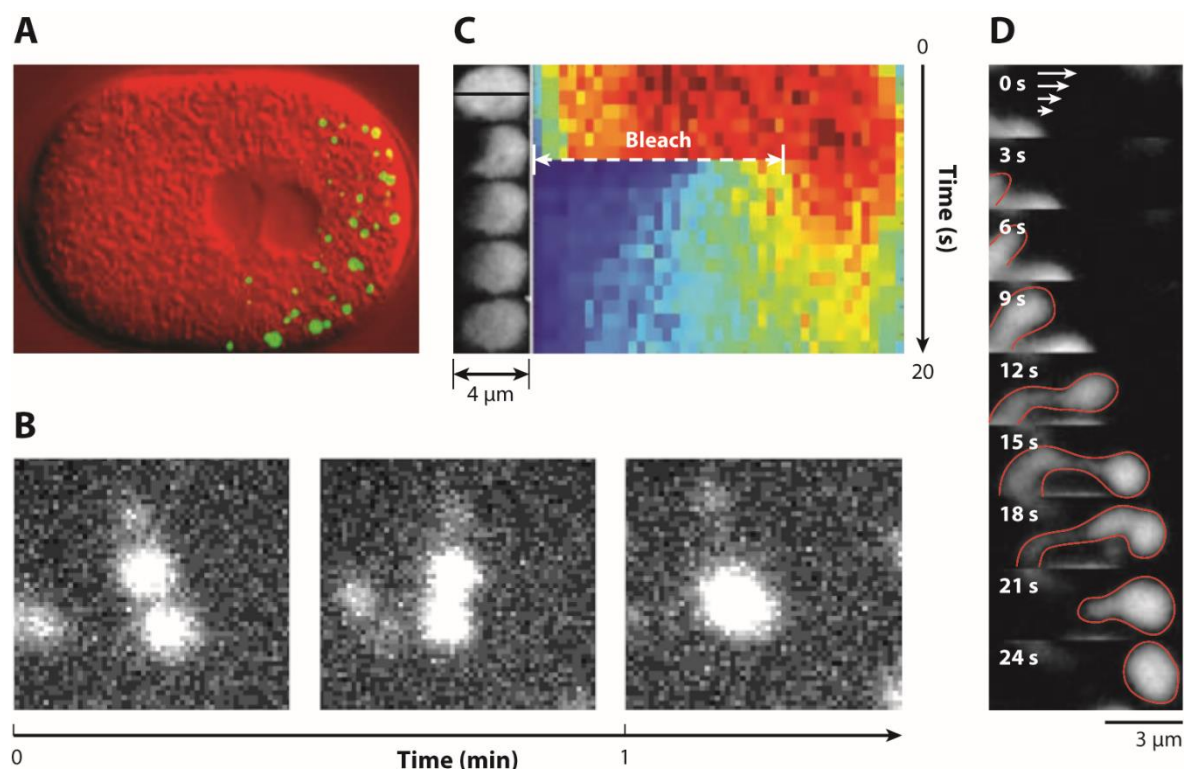 A
C
0
D
Bleach
Time (s)
20
4 μm
0 s
3 s
6 s
9 s
12 s
15 s
18 s
21 s
24 s
3 μm
B
0
Time (min)
1